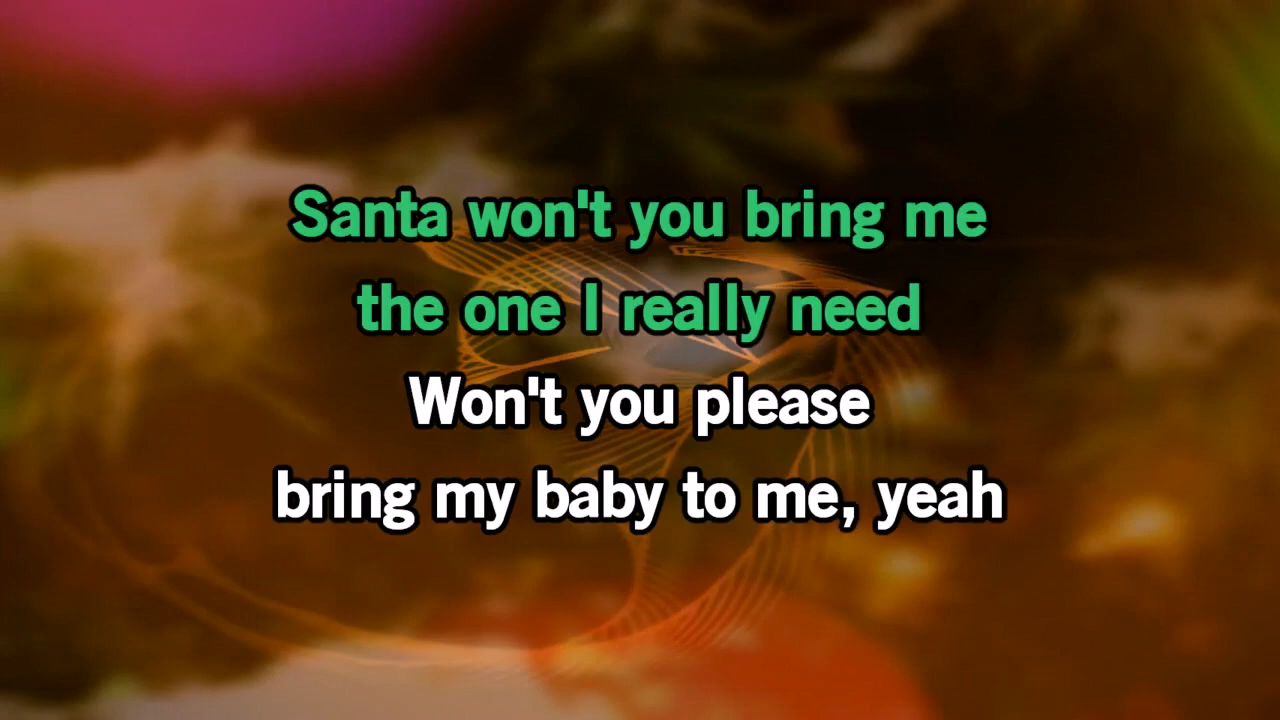 Santa won't you bring me
the one I really need
Won't you please
bring my baby to me, yeah